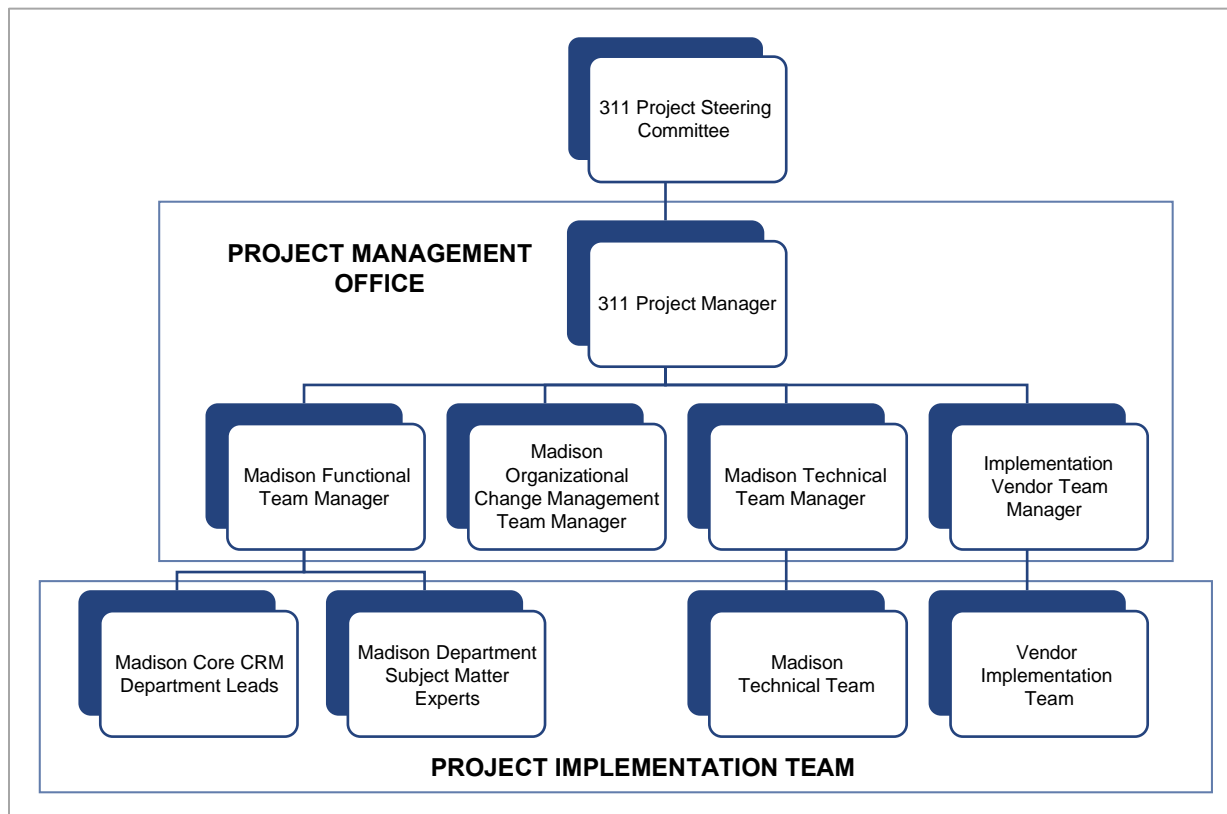 311 Project Steering
Committee
PROJECT MANAGEMENT
OFFICE
311 Project Manager
Madison Functional
Team Manager
Madison
Organizational
Change Management
Team Manager
Madison Technical
Team Manager
Implementation
Vendor Team
Manager
Madison Core CRM
Department Leads
Madison Department
Subject Matter
Experts
Madison
Technical Team
Vendor
Implementation
Team
PROJECT IMPLEMENTATION TEAM